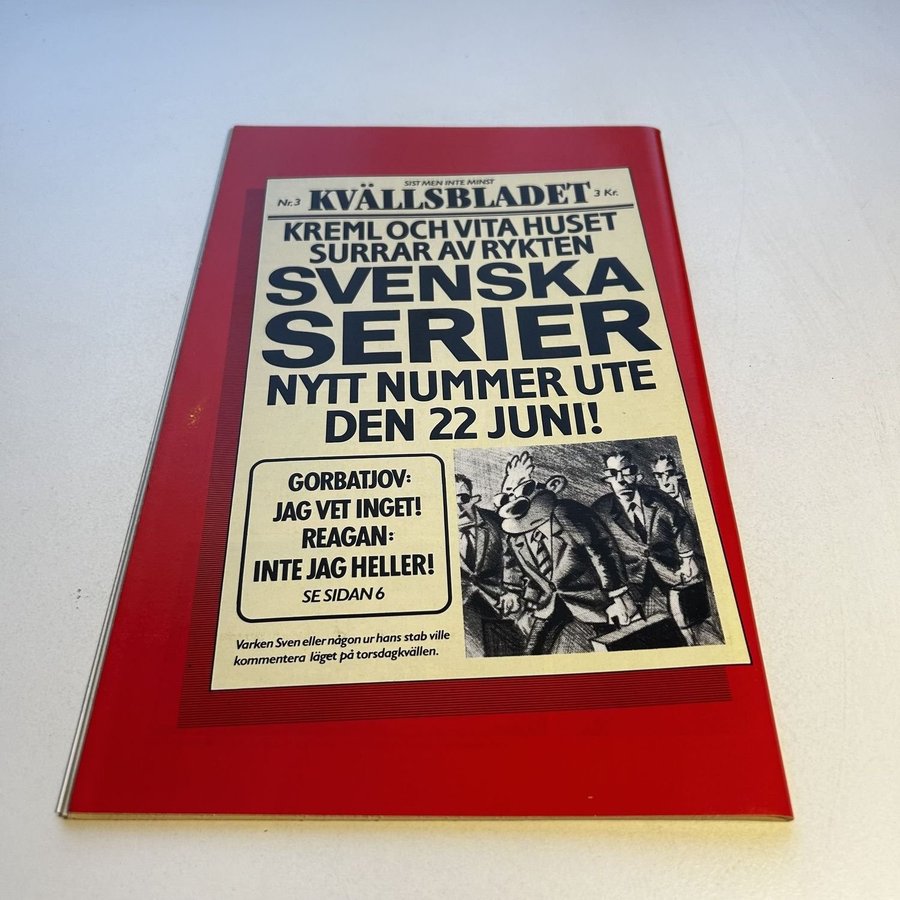 SIST MEN INTE MINST
Nr.3 KVÄLLSBLADET 3 Kr.
KREML OCH VITA HUSET
SURRAR AV RYKTEN
SVENSKA
SERIER
NYTT NUMMER UTE
DEN 22 JUNI!
GORBATJOV:
JAG VET INGET!
REAGAN:
INTE JAG HELLER!
SE SIDAN 6
Varken Sven eller någon ur hans stab ville
kommentera läget på torsdagkvällen.